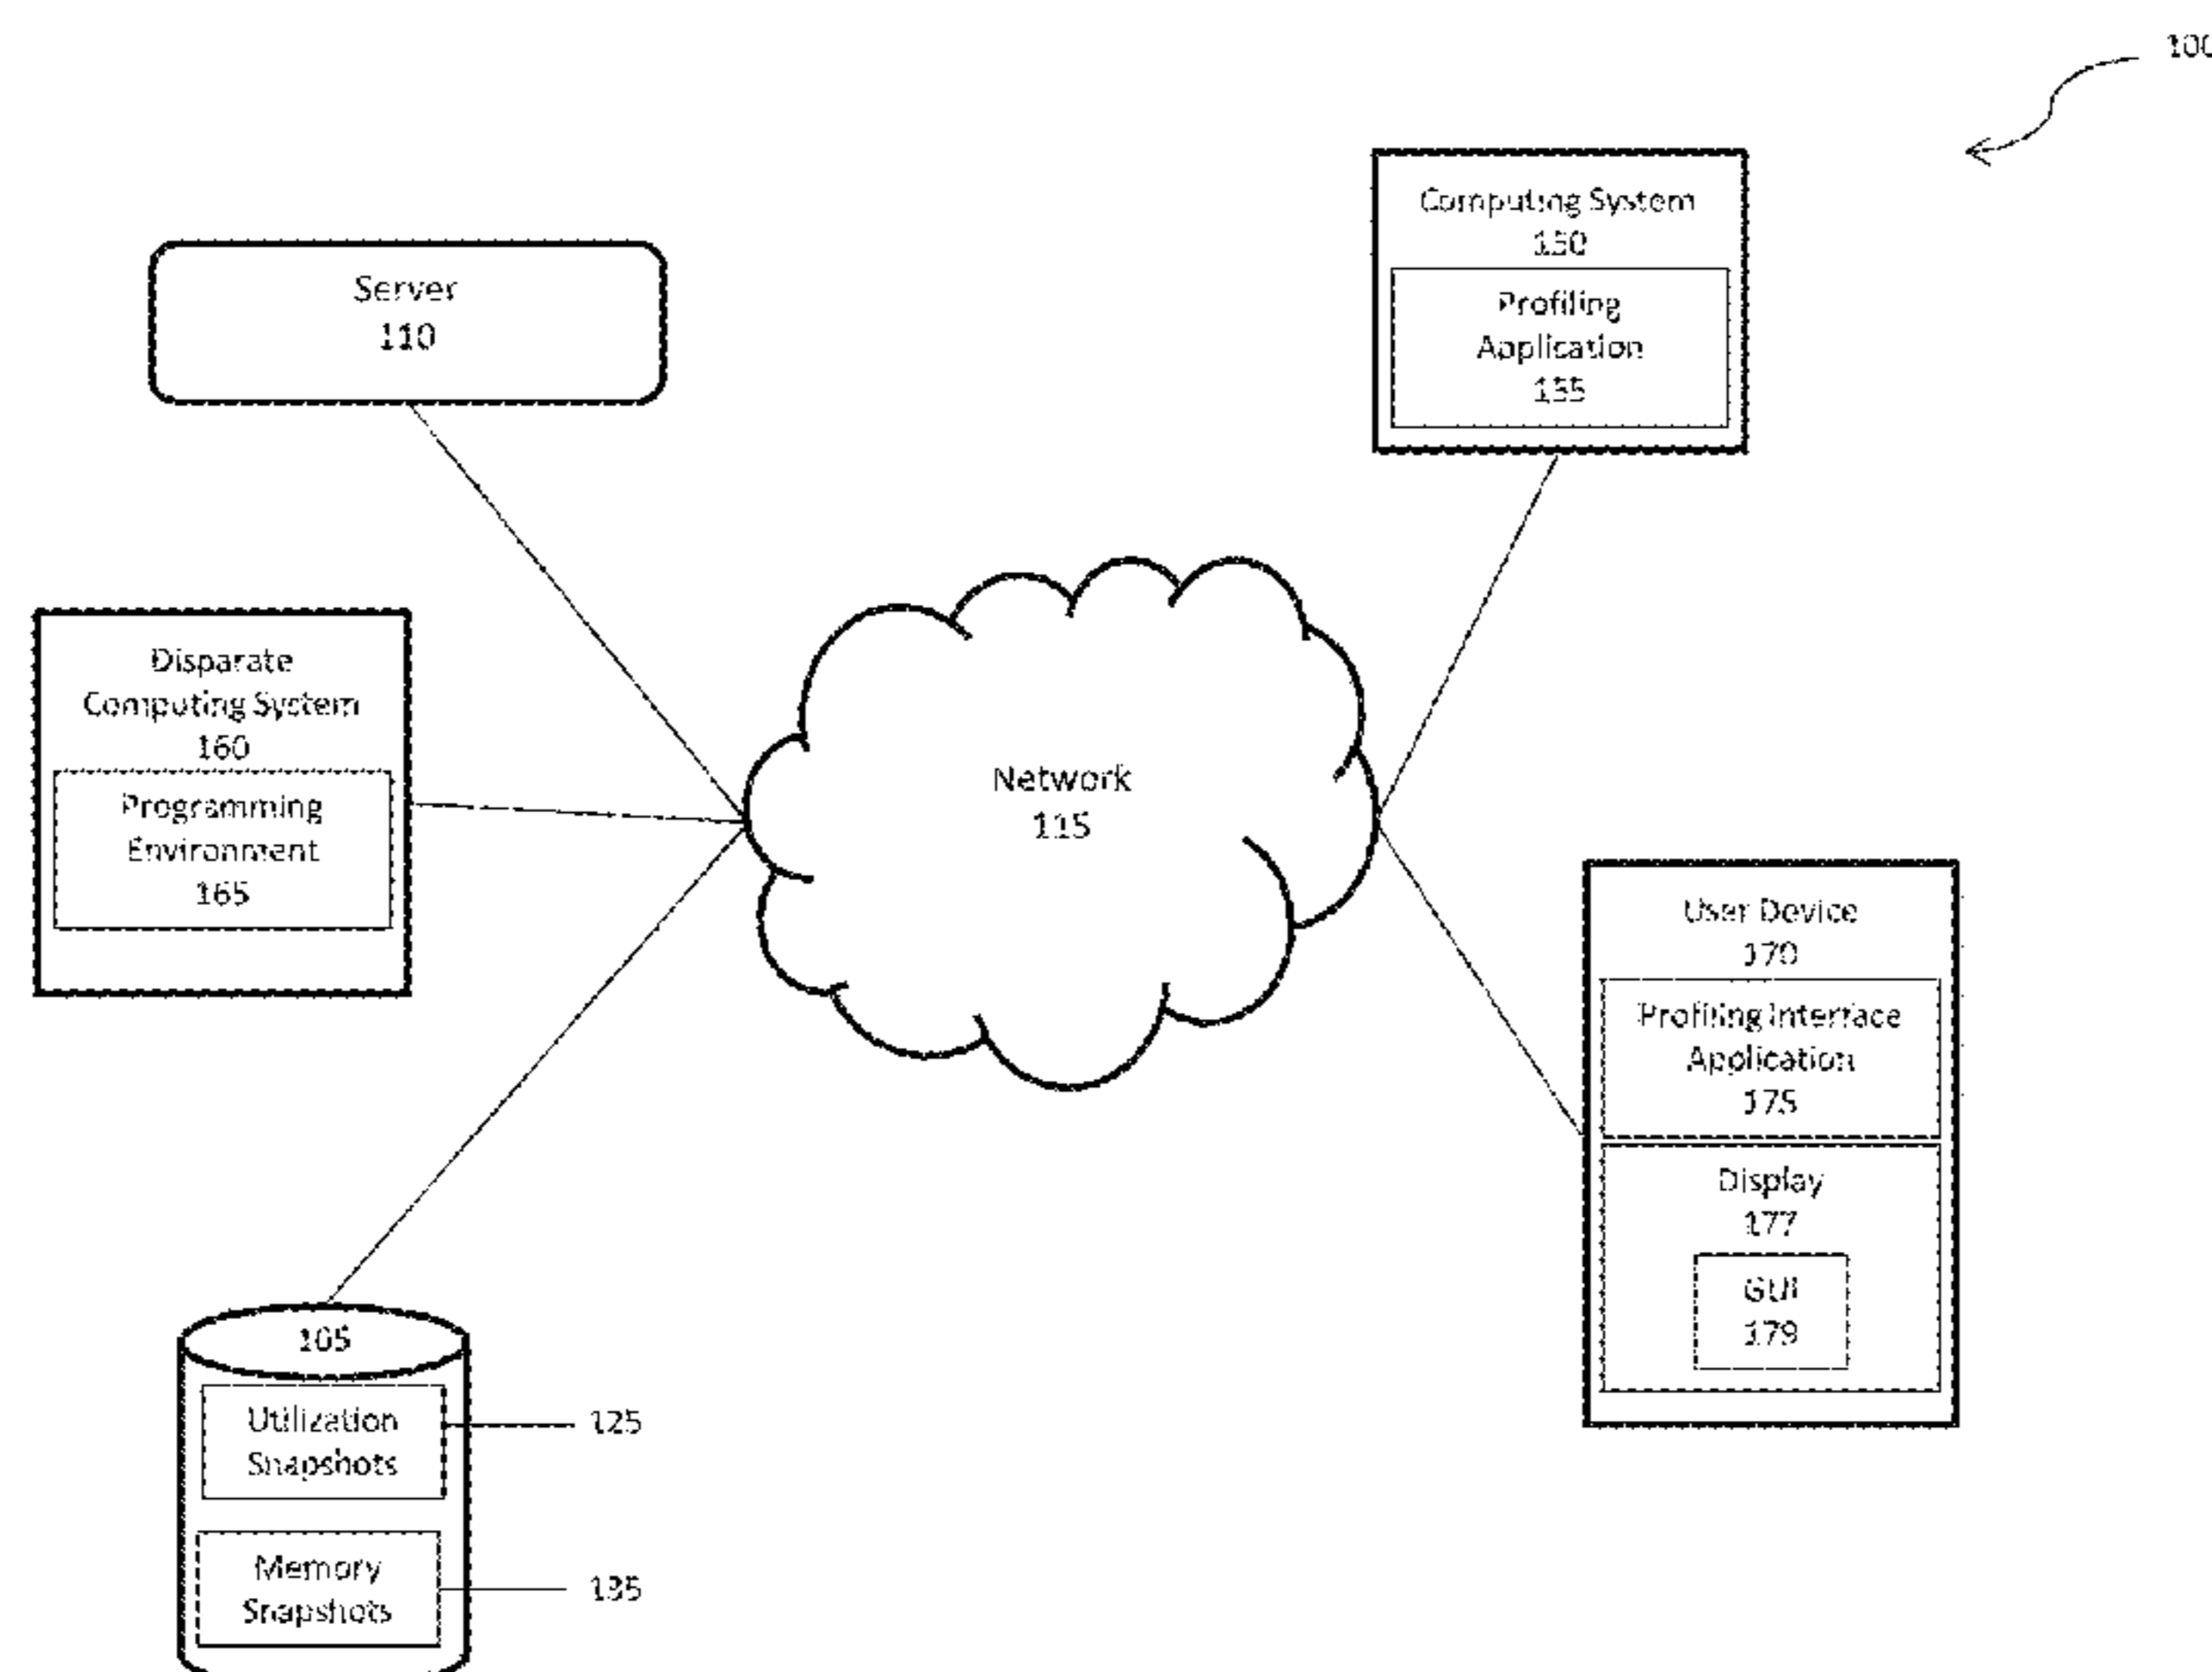 100
Computing System
150
Profiling
Application
155
Server
110
Disparate
Computing System
160
Programming
Environment
165
Network
115
User Device
170
Profiling Interface
Application
175
Display
177
GUI
179
105
Utilization
Snapshots
125
Memory
Snapshots
135